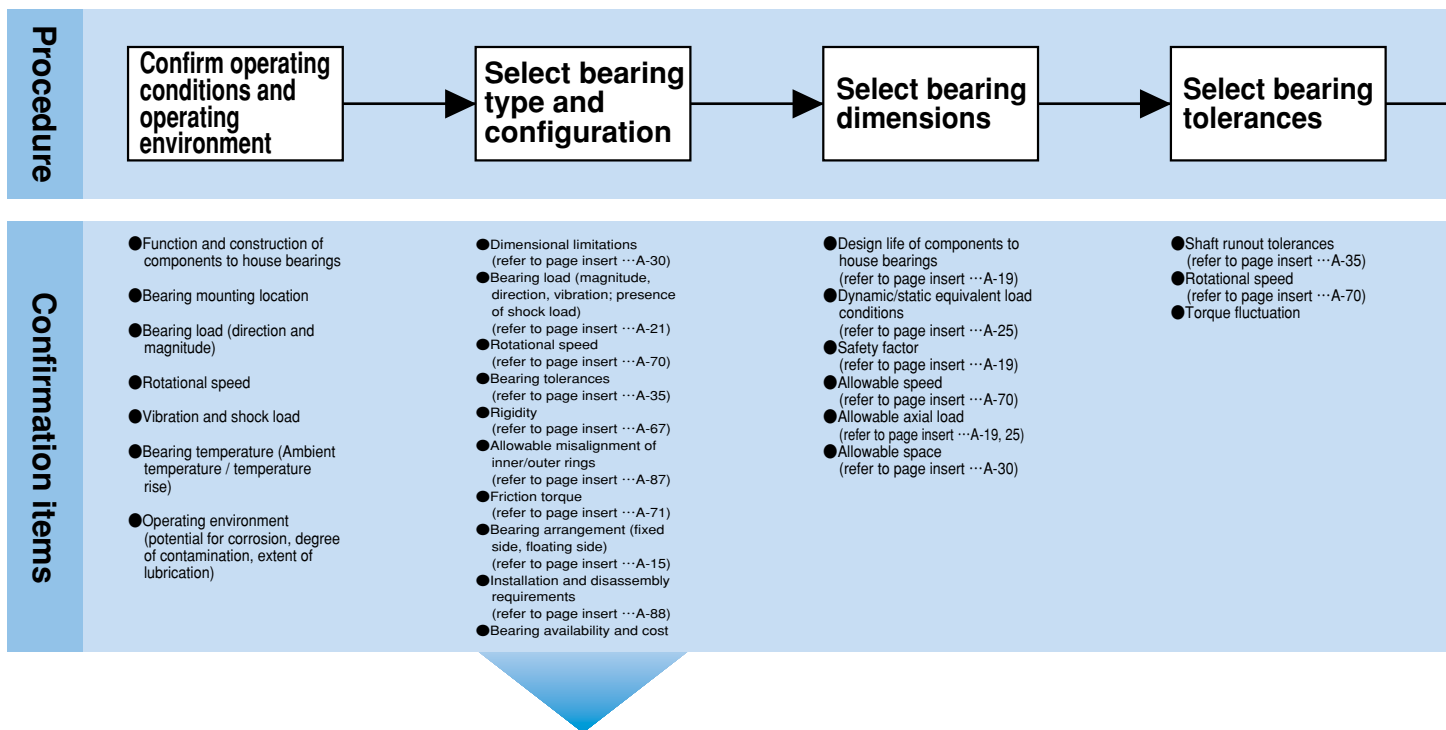 Procedure
Confirm operating
conditions and
operating
environment
Select bearing
type and
configuration
Select bearing
dimensions
Select bearing
tolerances
Confirmation items
●Function and construction of
components to house bearings
●Bearing mounting location
●Bearing load (direction and
magnitude)
●Rotational speed
●Vibration and shock load
●Bearing temperature (Ambient
temperature / temperature
rise)
●Operating environment
(potential for corrosion, degree
of contamination, extent of
lubrication)
●Dimensional limitations
(refer to page insert ···A-30)
●Bearing load (magnitude,
direction, vibration; presence
of shock load)
(refer to page insert ···A-21)
●Rotational speed
(refer to page insert ···A-70)
●Bearing tolerances
(refer to page insert ···A-35)
●Rigidity
(refer to page insert ···A-67)
●Allowable misalignment of
inner/outer rings
(refer to page insert ···A-87)
●Friction torque
(refer to page insert ···A-71)
●Bearing arrangement (fixed
side, floating side)
(refer to page insert ···A-15)
●Installation and disassembly
requirements
(refer to page insert ···A-88)
●Bearing availability and cost
●Design life of components to
house bearings
(refer to page insert ···A-19)
●Dynamic/static equivalent load
conditions
(refer to page insert ···A-25)
●Safety factor
(refer to page insert ···A-19)
●Allowable speed
(refer to page insert ···A-70)
●Allowable axial load
(refer to page insert ···A-19, 25)
●Allowable space
(refer to page insert ···A-30)
●Shaft runout tolerances
(refer to page insert ···A-35)
●Rotational speed
(refer to page insert ···A-70)
●Torque fluctuation